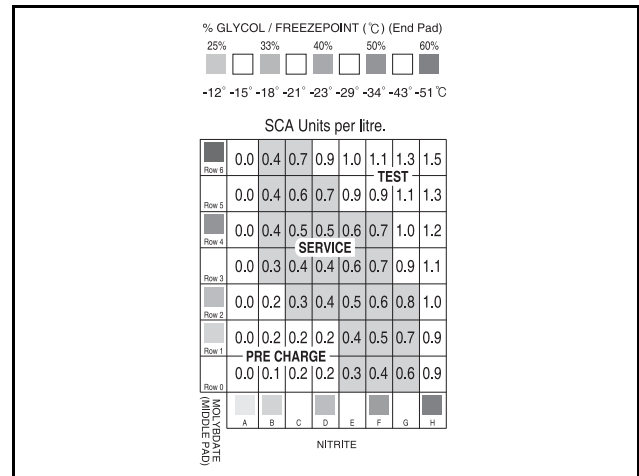 % GLYCOL / FREEZEPOINT (°C) (End Pad)
25% 33% 40% 50% 60%
-12° -15° -18° -21° -23° -29° -34° -43° -51°C
SCA Units per litre.
Row 6 0.0 0.4 0.7 0.9 1.0 1.1 1.3 1.5
TEST
Row 5 0.0 0.4 0.6 0.7 0.9 0.9 1.1 1.3
Row 4 0.0 0.4 0.5 0.5 0.6 0.7 1.0 1.2
SERVICE
Row 3 0.0 0.3 0.4 0.4 0.6 0.7 0.9 1.1
Row 2 0.0 0.2 0.3 0.4 0.5 0.6 0.8 1.0
Row 1 0.0 0.2 0.2 0.2 0.4 0.5 0.7 0.9
PRE CHARGE
Row 0 0.0 0.1 0.2 0.2 0.3 0.4 0.6 0.9
MOLYBDATE
(MIDDLE PAD)
A B C D E F G H
NITRITE